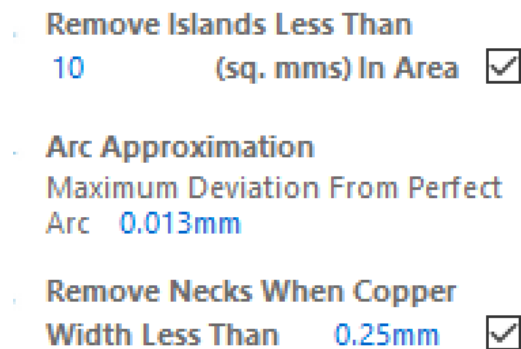 Remove Islands Less Than
10 (sq. mms) In Area
Arc Approximation
Maximum Deviation From Perfect
Arc 0.013mm
Remove Necks When Copper
Width Less Than 0.25mm